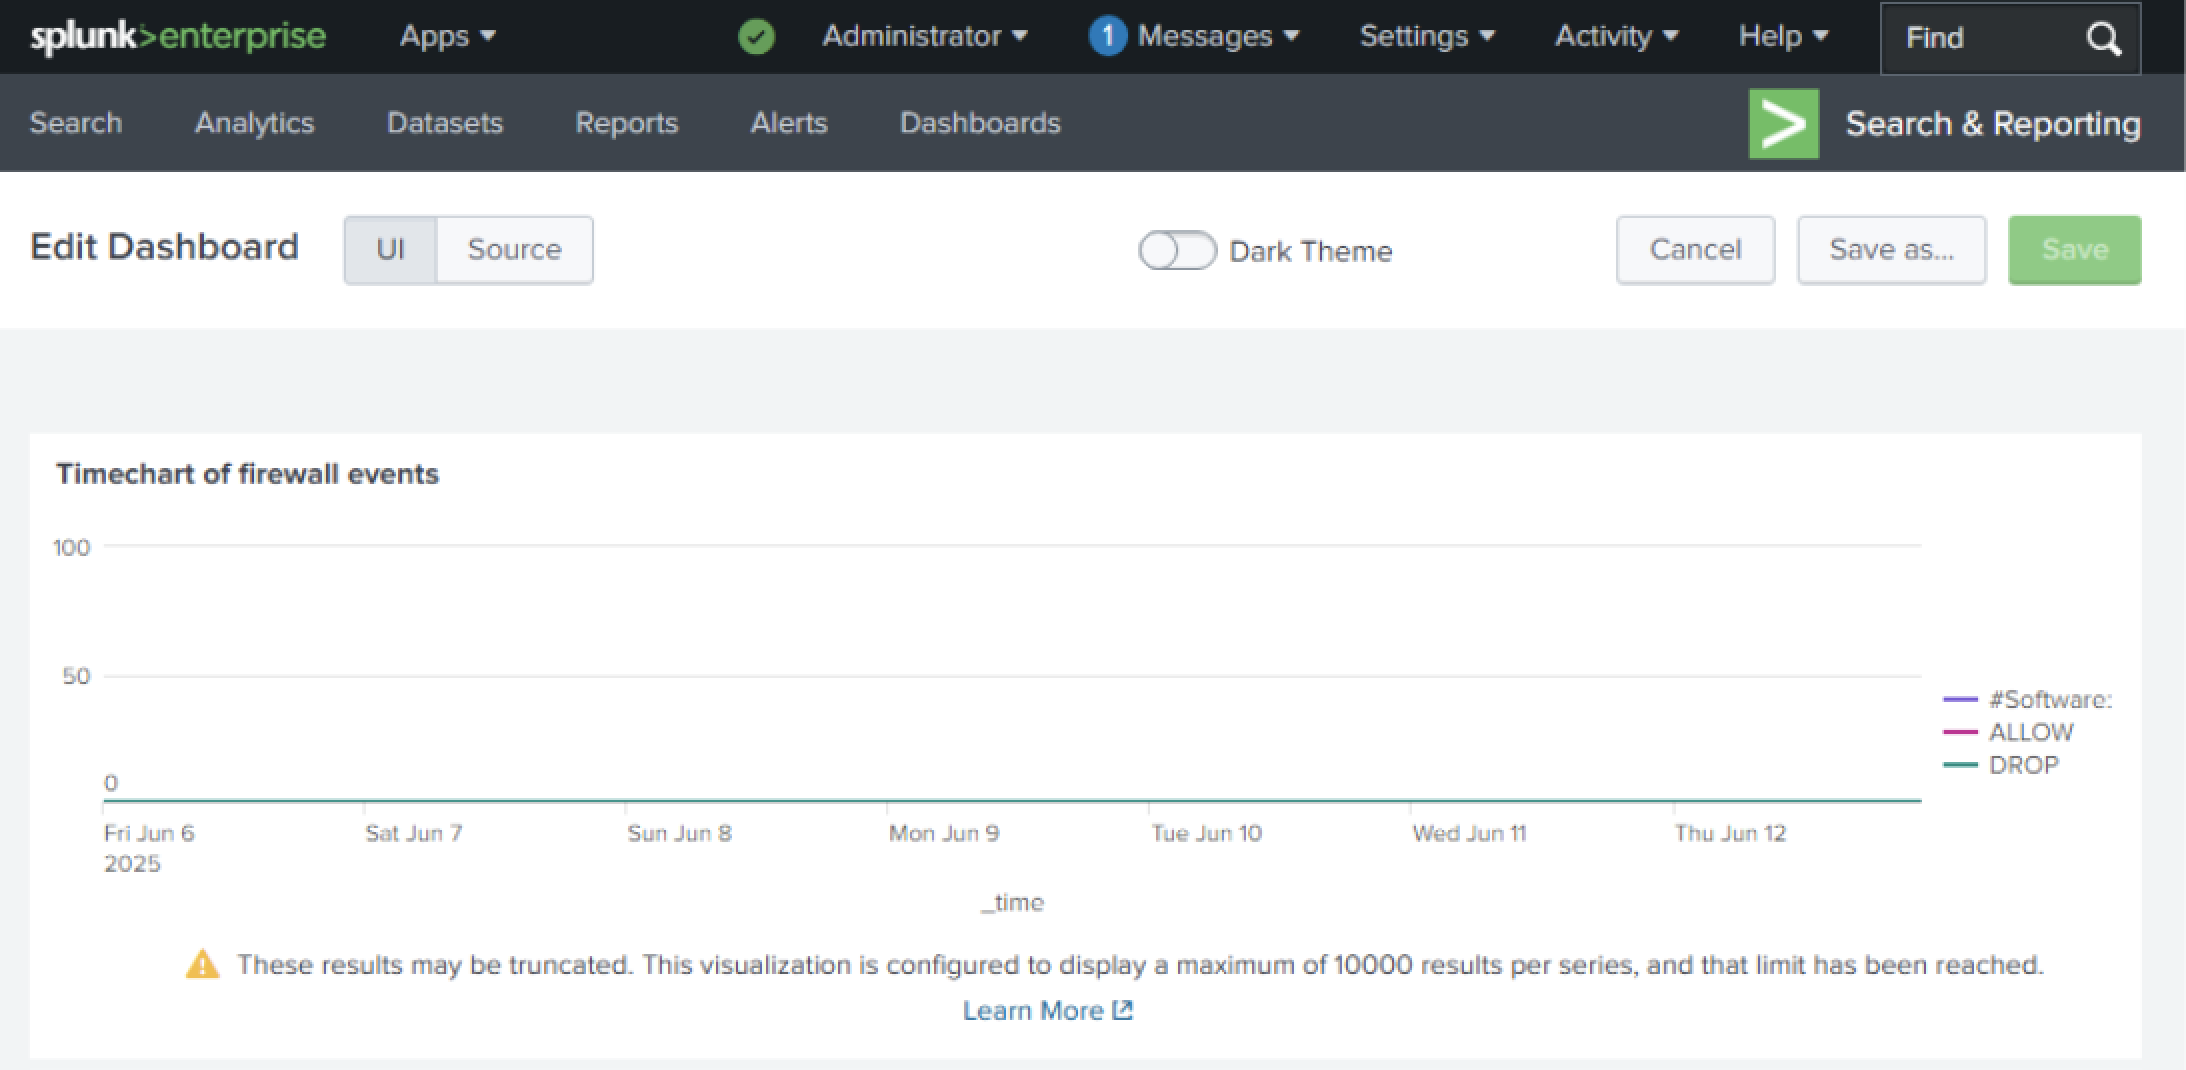 splunk>enterprise Apps Administrator 1 Messages Settings Activity Help Find
Search Analytics Datasets Reports Alerts Dashboards Search & Reporting
Edit Dashboard UI Source Dark Theme Cancel Save as... Save
Timechart of firewall events
100
50
#Software:
ALLOW
DROP
0
Fri Jun 6 Sat Jun 7 Sun Jun 8 Mon Jun 9 Tue Jun 10 Wed Jun 11 Thu Jun 12
2025
_time
These results may be truncated. This visualization is configured to display a maximum of 10000 results per series, and that limit has been reached.
Learn More